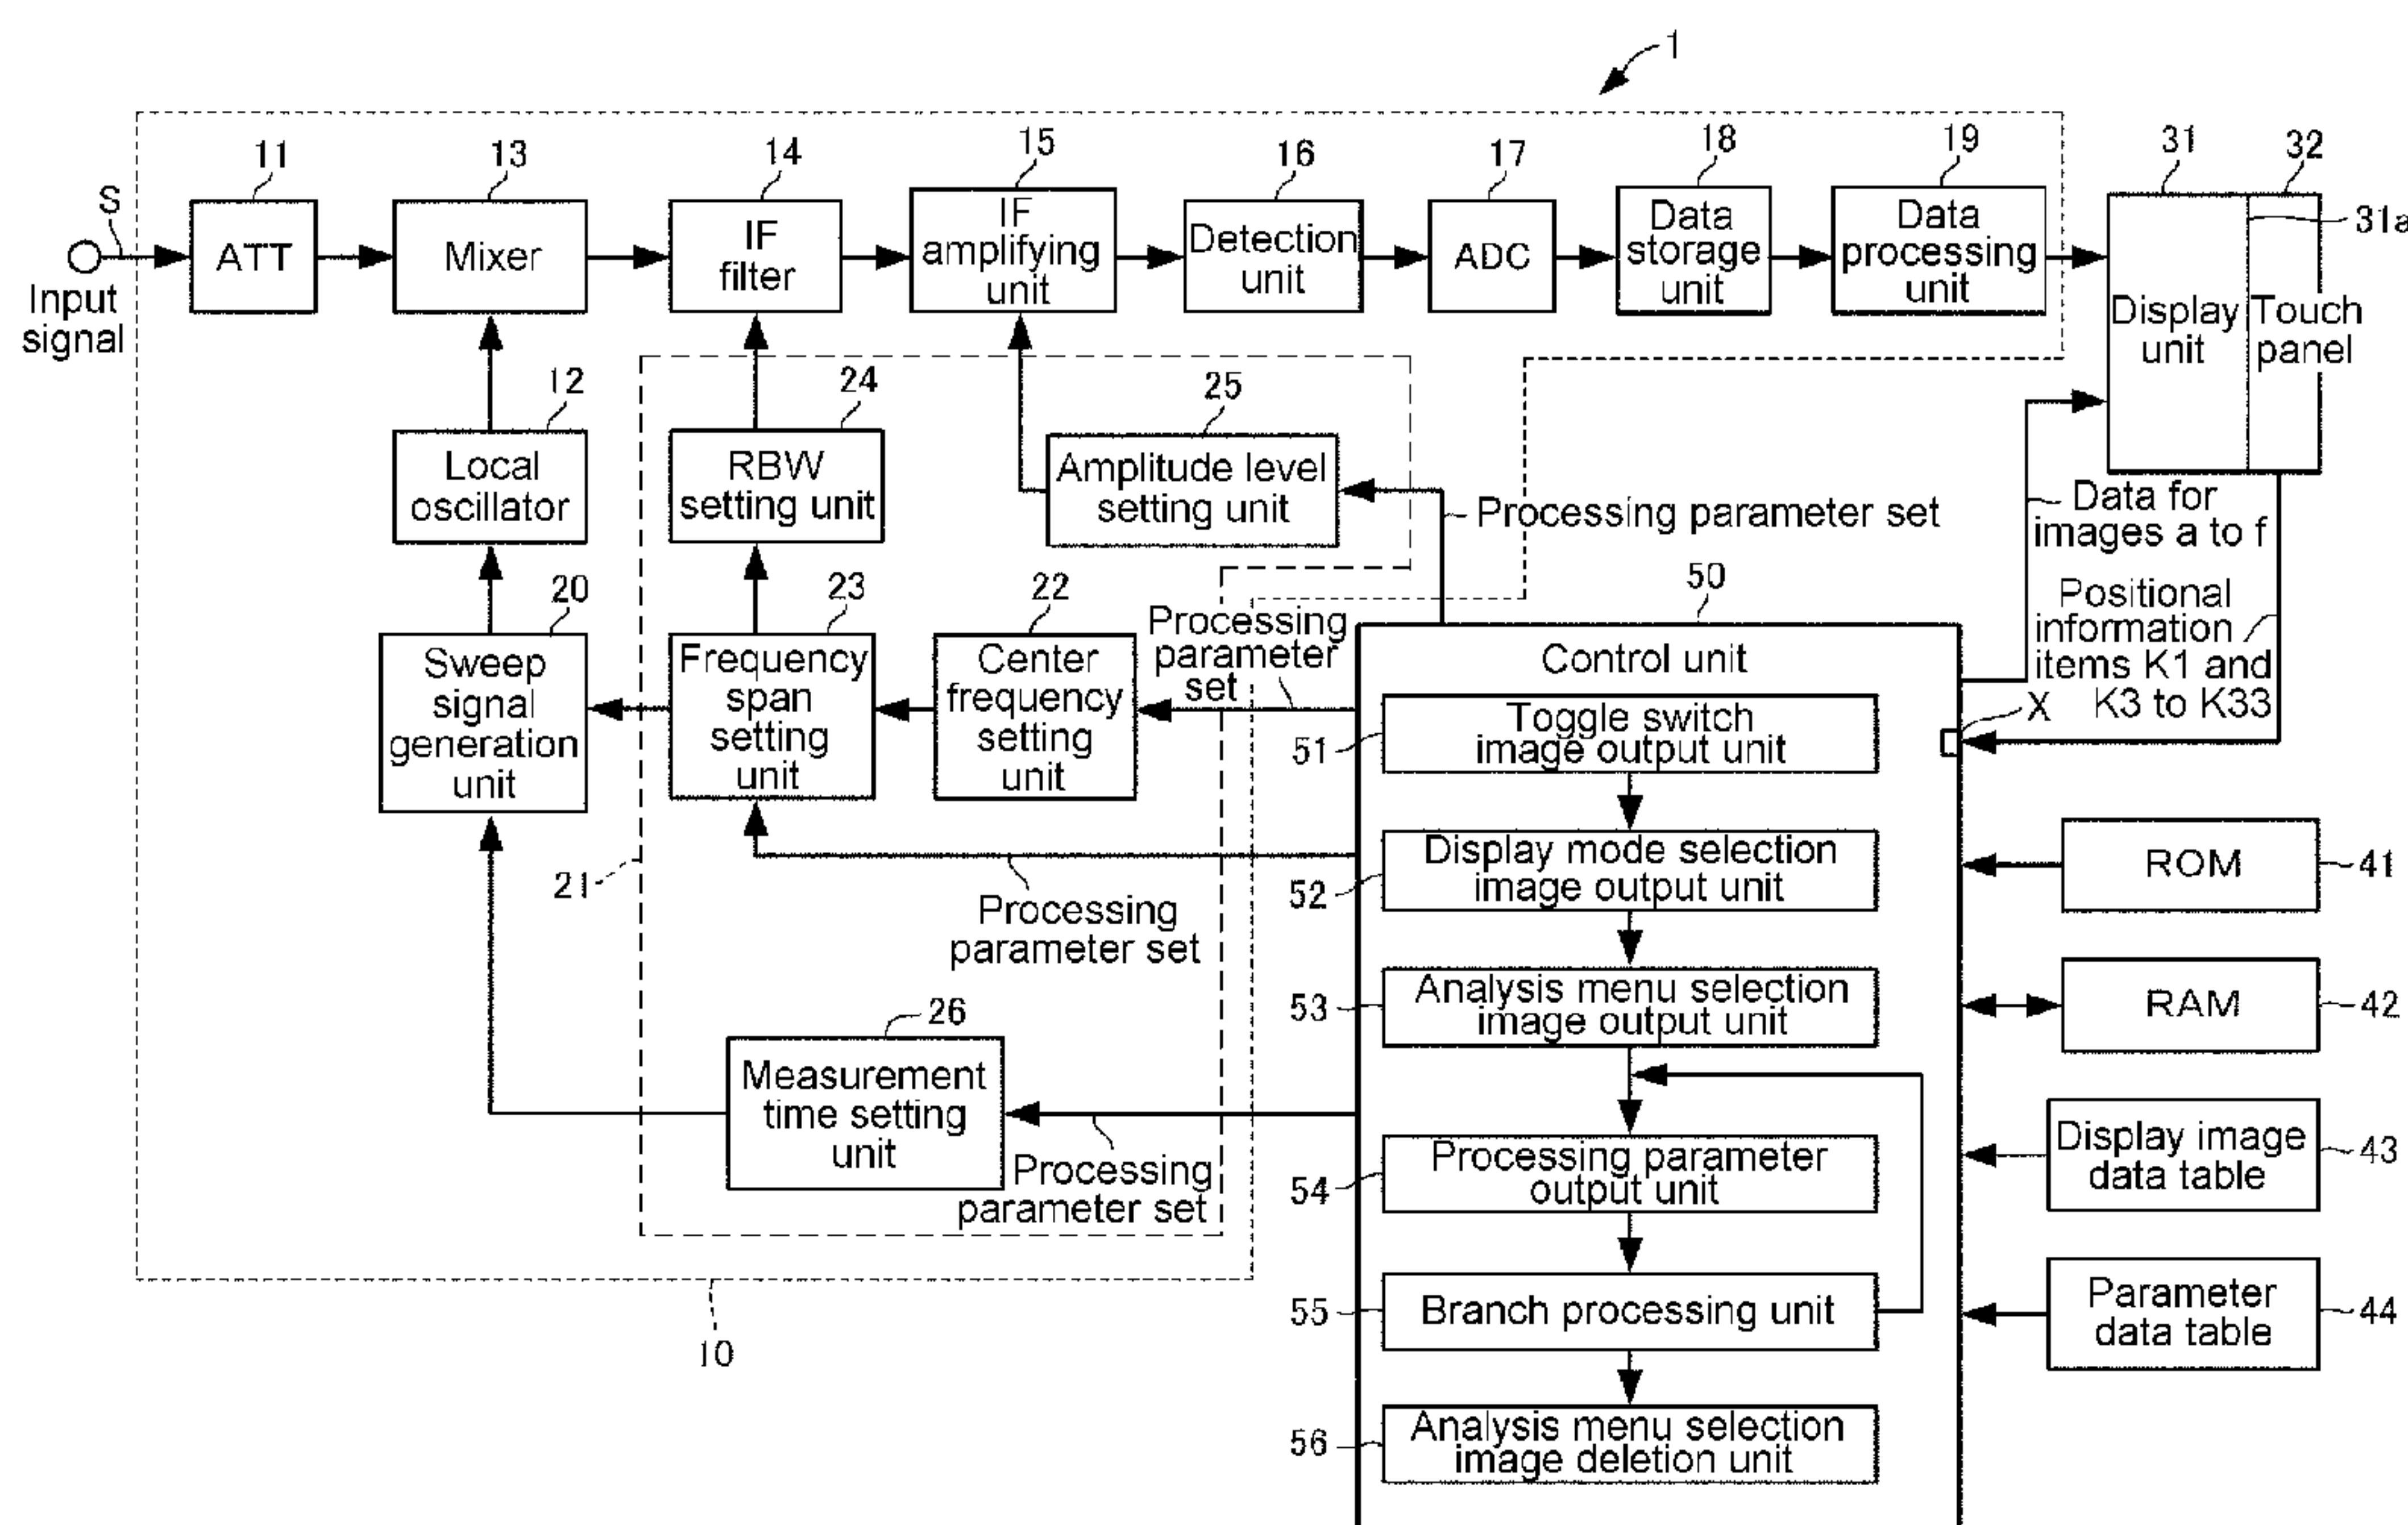 1
11
13
14
15
16
17
18
19
31
32
S
31a
Input
signal
ATT
Mixer
IF
filter
IF
amplifying
unit
Detection
unit
ADC
Data
storage
unit
Data
processing
unit
Display
unit
Touch
panel
12
24
25
Local
oscillator
RBW
setting unit
Amplitude level
setting unit
Processing parameter set
Data for
images a to f
20
23
22
50
Sweep
signal
generation
unit
Frequency
span
setting
unit
Center
frequency
setting
unit
Processing
parameter
set
Positional
information
items K1 and
K3 to K33
X
Control unit
51
Toggle switch
image output unit
52
Display mode selection
image output unit
ROM
41
21
Processing
parameter set
53
Analysis menu selection
image output unit
RAM
42
26
Measurement
time setting
unit
Processing
parameter set
54
Processing parameter
output unit
Display image
data table
43
55
Branch processing unit
Parameter
data table
44
10
56
Analysis menu selection
image deletion unit